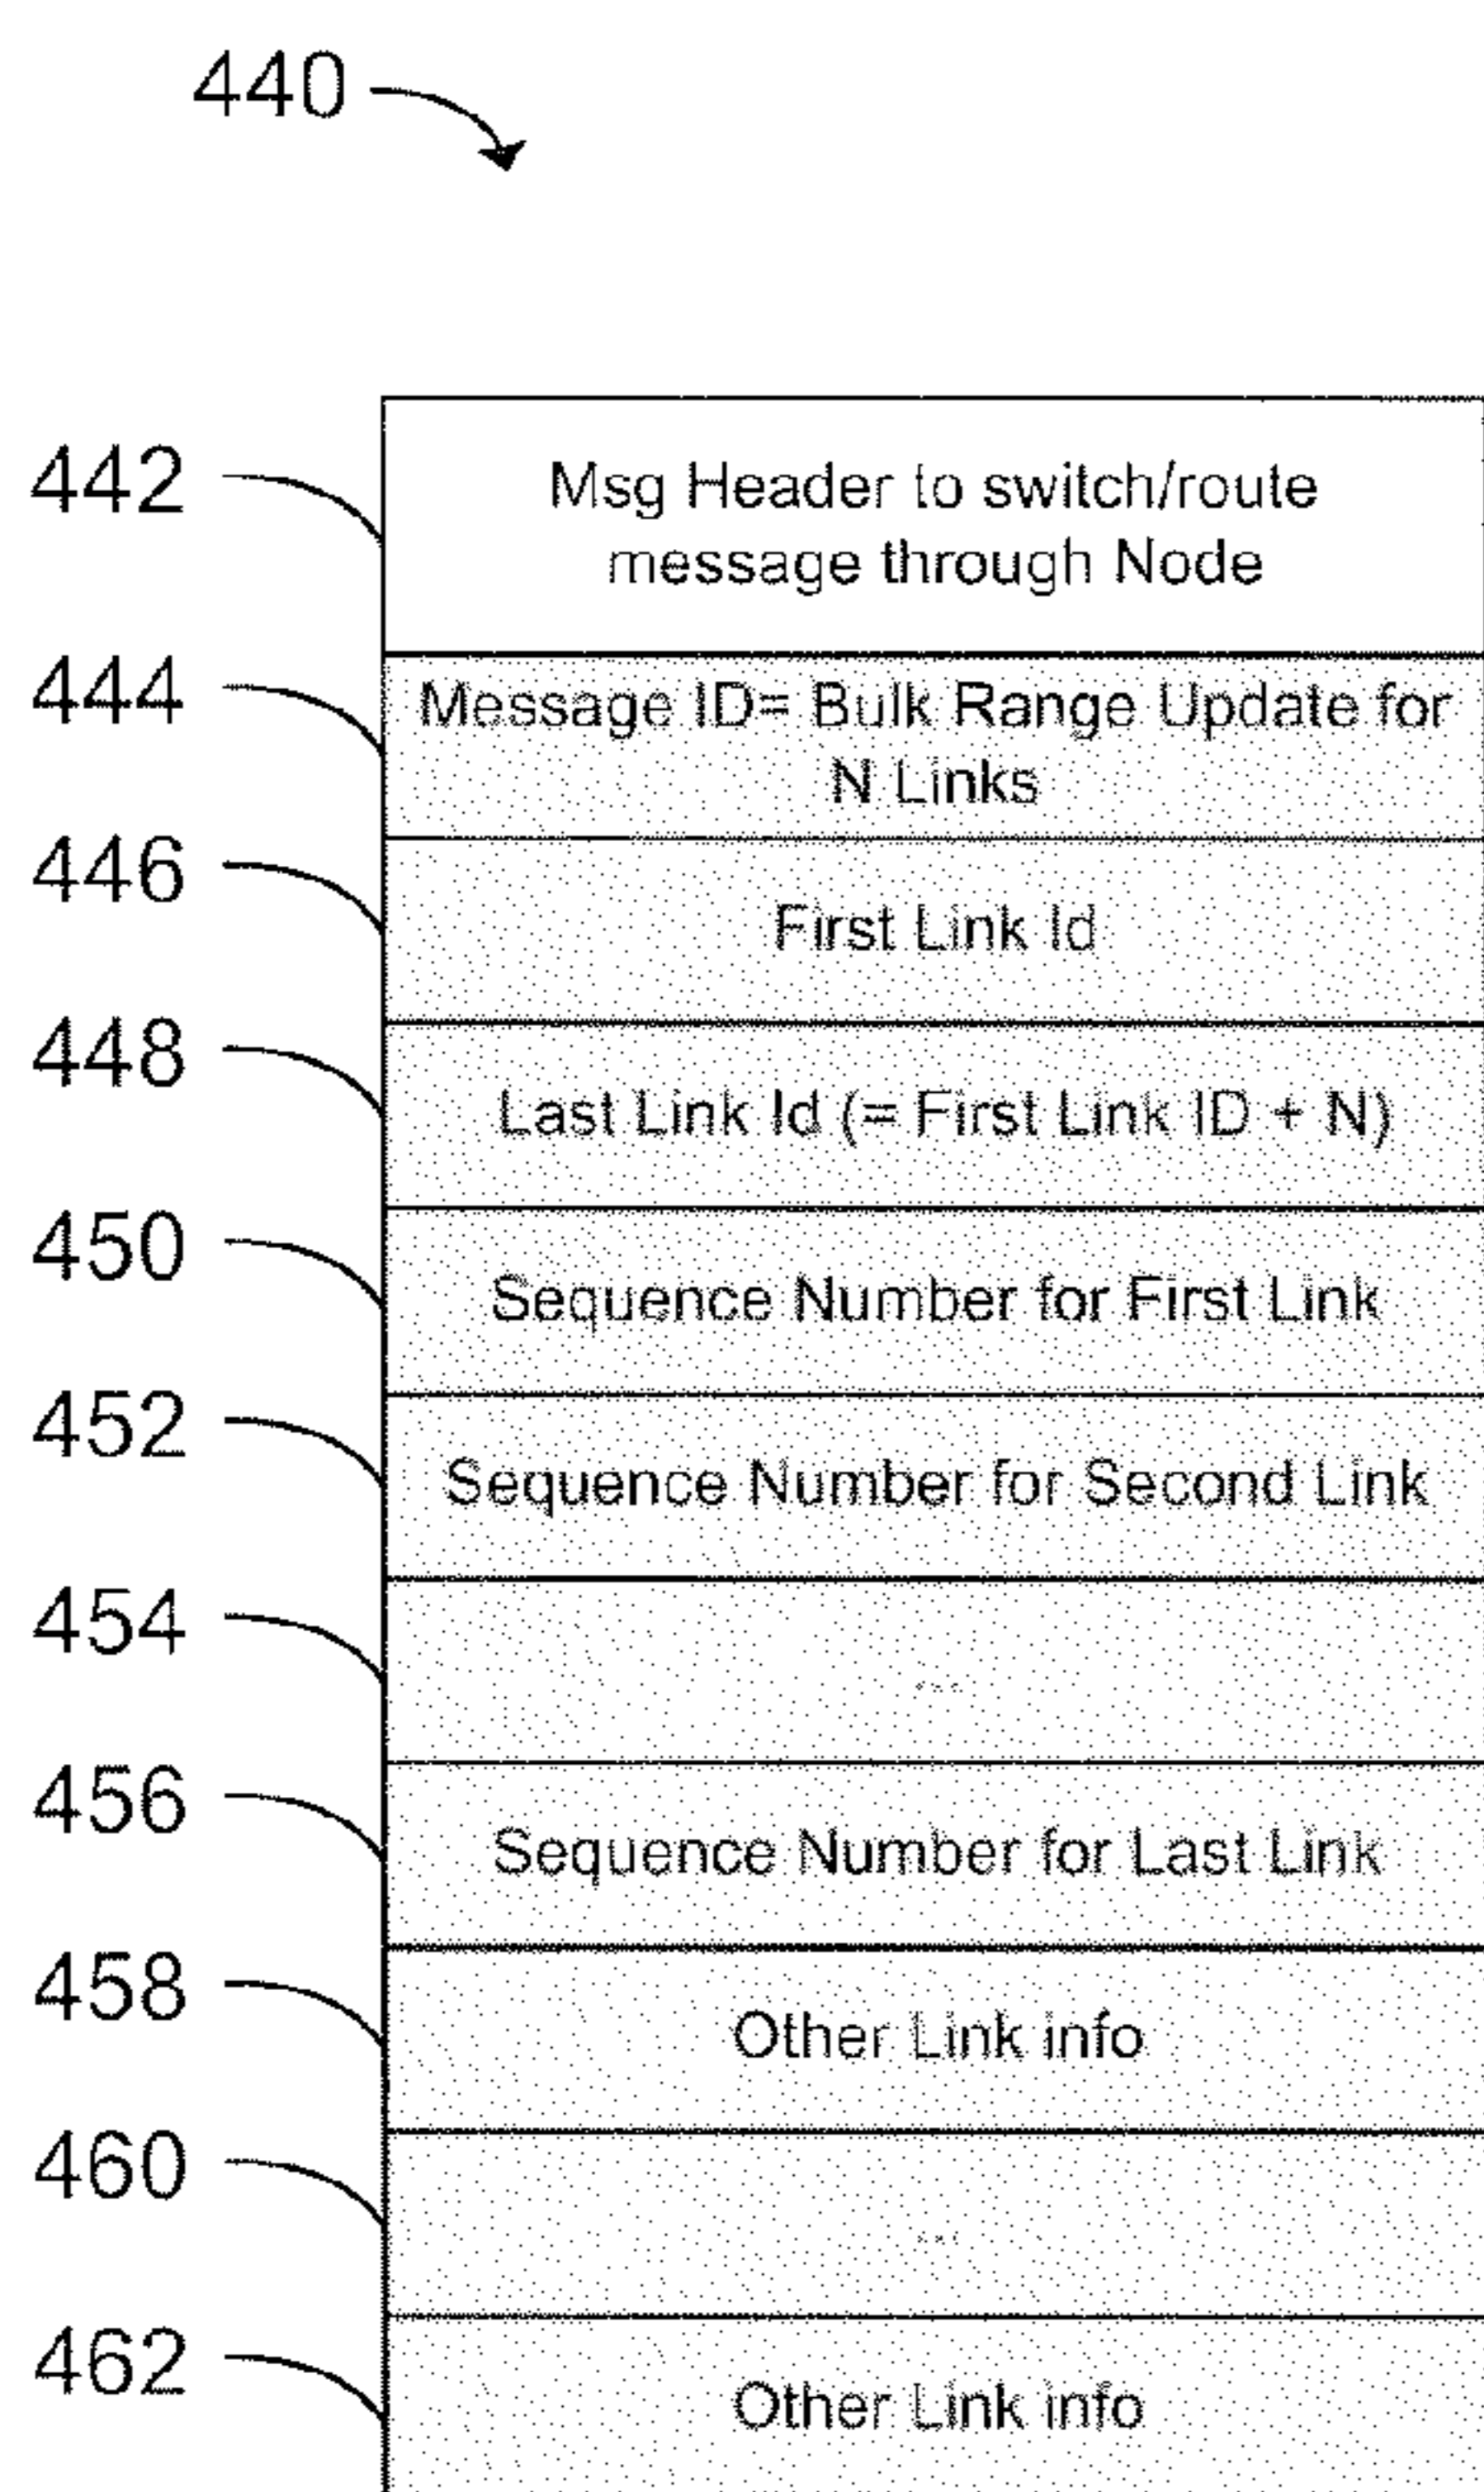 440
442
Msg Header to switch/route
message through Node
444
Message ID= Bulk Range Update for
N Links
446
First Link Id
448
Last Link Id (= First Link ID + N)
450
Sequence Number for First Link
452
Sequence Number for Second Link
454
...
456
Sequence Number for Last Link
458
Other Link info
460
...
462
Other Link info